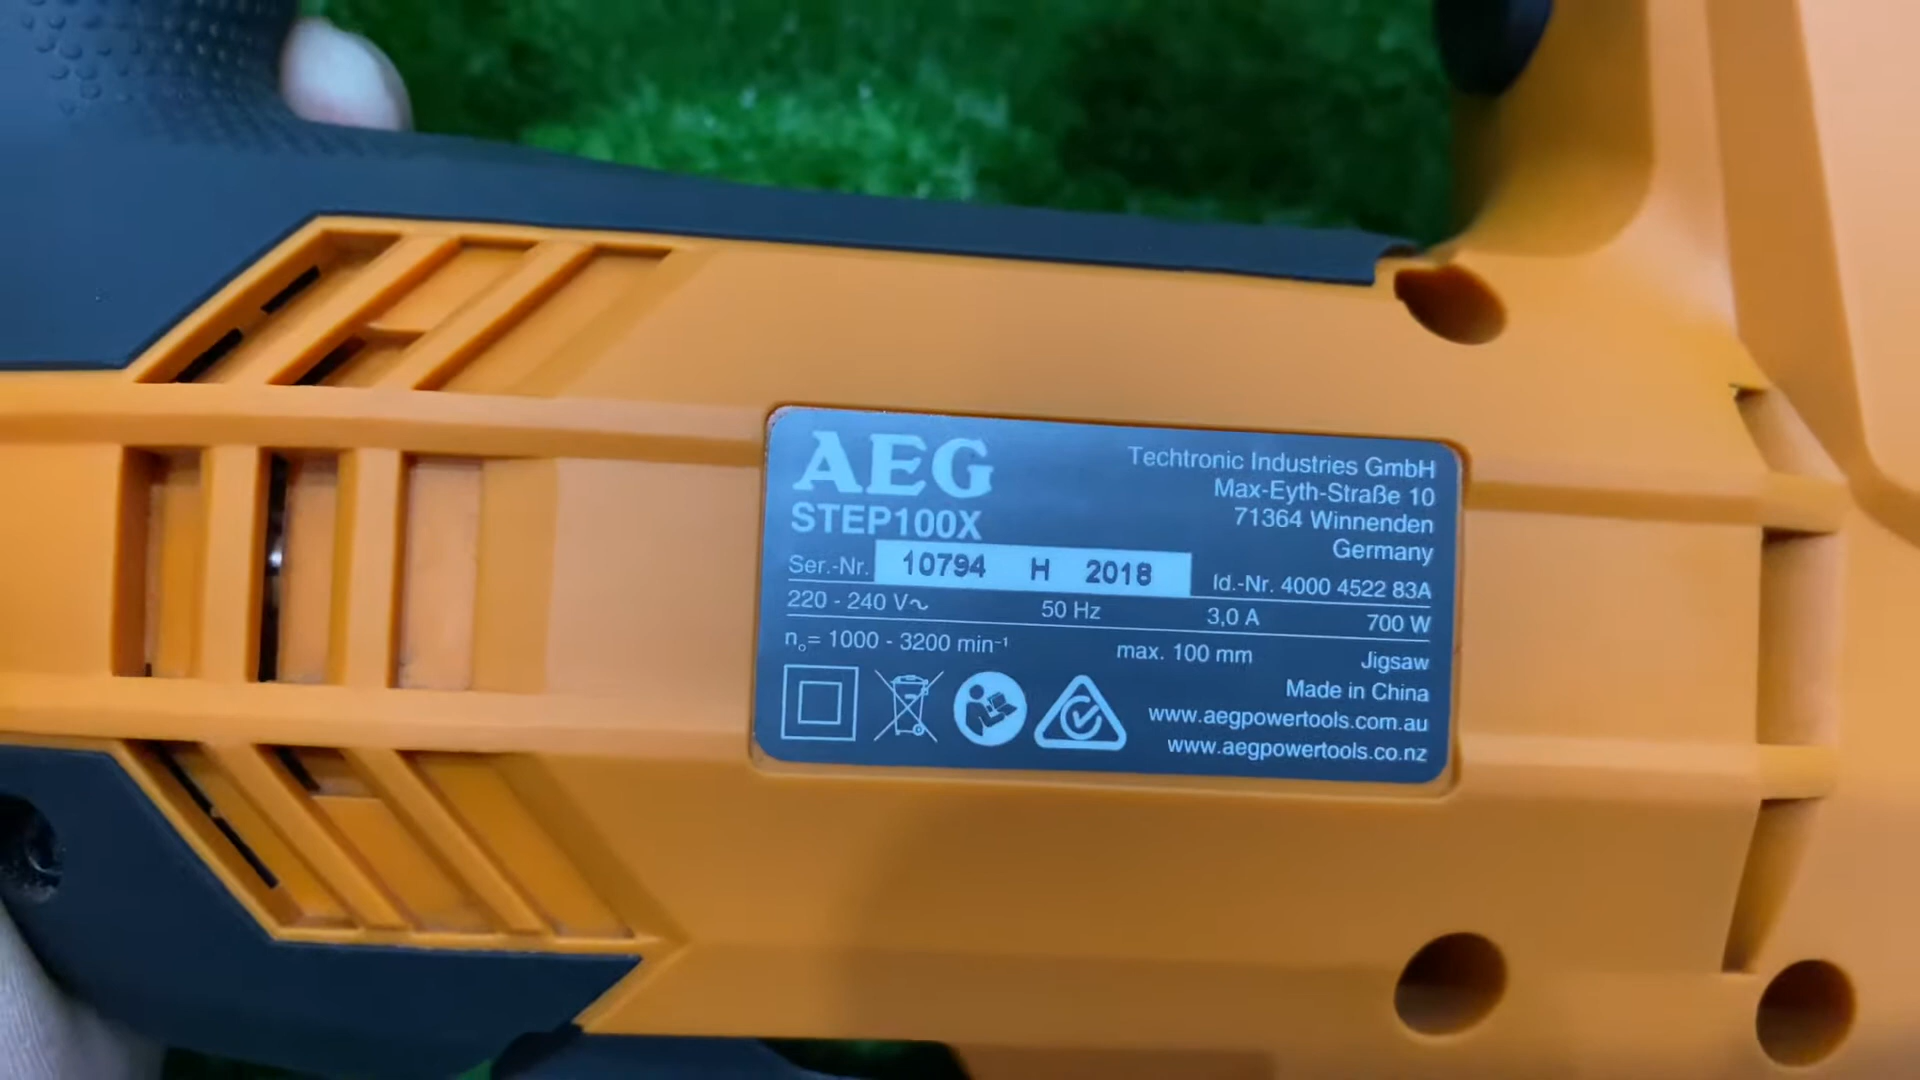 AEG
STEP100X
Techtronic Industries GmbH
Max-Eyth-Straße 10
71364 Winnenden
Germany
Ser.-Nr. 10794 H 2018 Id.-Nr. 4000 4522 83A
220 - 240 V~ 50 Hz 3,0 A 700 W
n₀= 1000 - 3200 min⁻¹ max. 100 mm Jigsaw
Made in China
www.aegpowertools.com.au
www.aegpowertools.co.nz